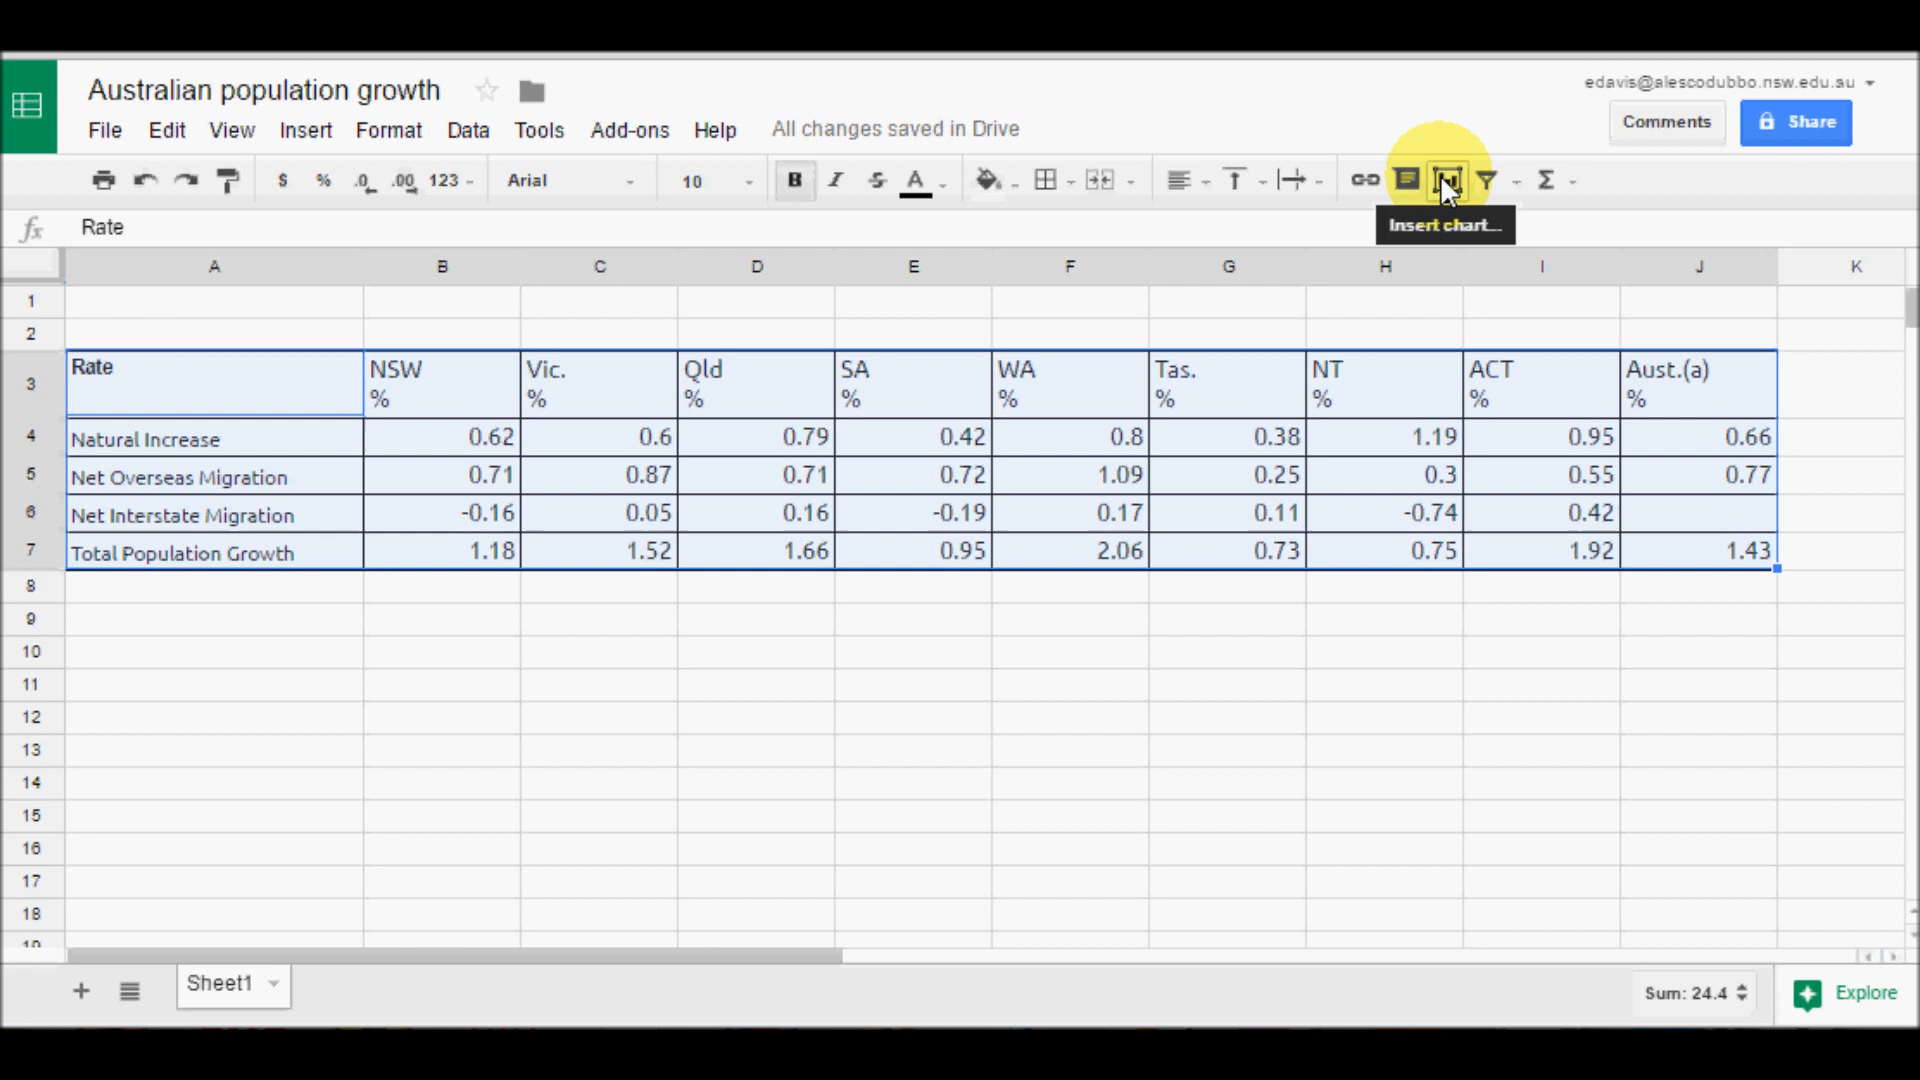 Australian population growth
edavis@alescodubbo.nsw.edu.au
File Edit View Insert Format Data Tools Add-ons Help All changes saved in Drive
Comments Share
$ % .0 .00 123 Arial 10 B I S A Σ
Insert chart...
fx Rate
A B C D E F G H I J K
1
2
3 Rate NSW Vic. Qld SA WA Tas. NT ACT Aust.(a)
% % % % % % % % %
4 Natural Increase 0.62 0.6 0.79 0.42 0.8 0.38 1.19 0.95 0.66
5 Net Overseas Migration 0.71 0.87 0.71 0.72 1.09 0.25 0.3 0.55 0.77
6 Net Interstate Migration -0.16 0.05 0.16 -0.19 0.17 0.11 -0.74 0.42
7 Total Population Growth 1.18 1.52 1.66 0.95 2.06 0.73 0.75 1.92 1.43
8
9
10
11
12
13
14
15
16
17
18
19
+ Sheet1 Sum: 24.4 Explore